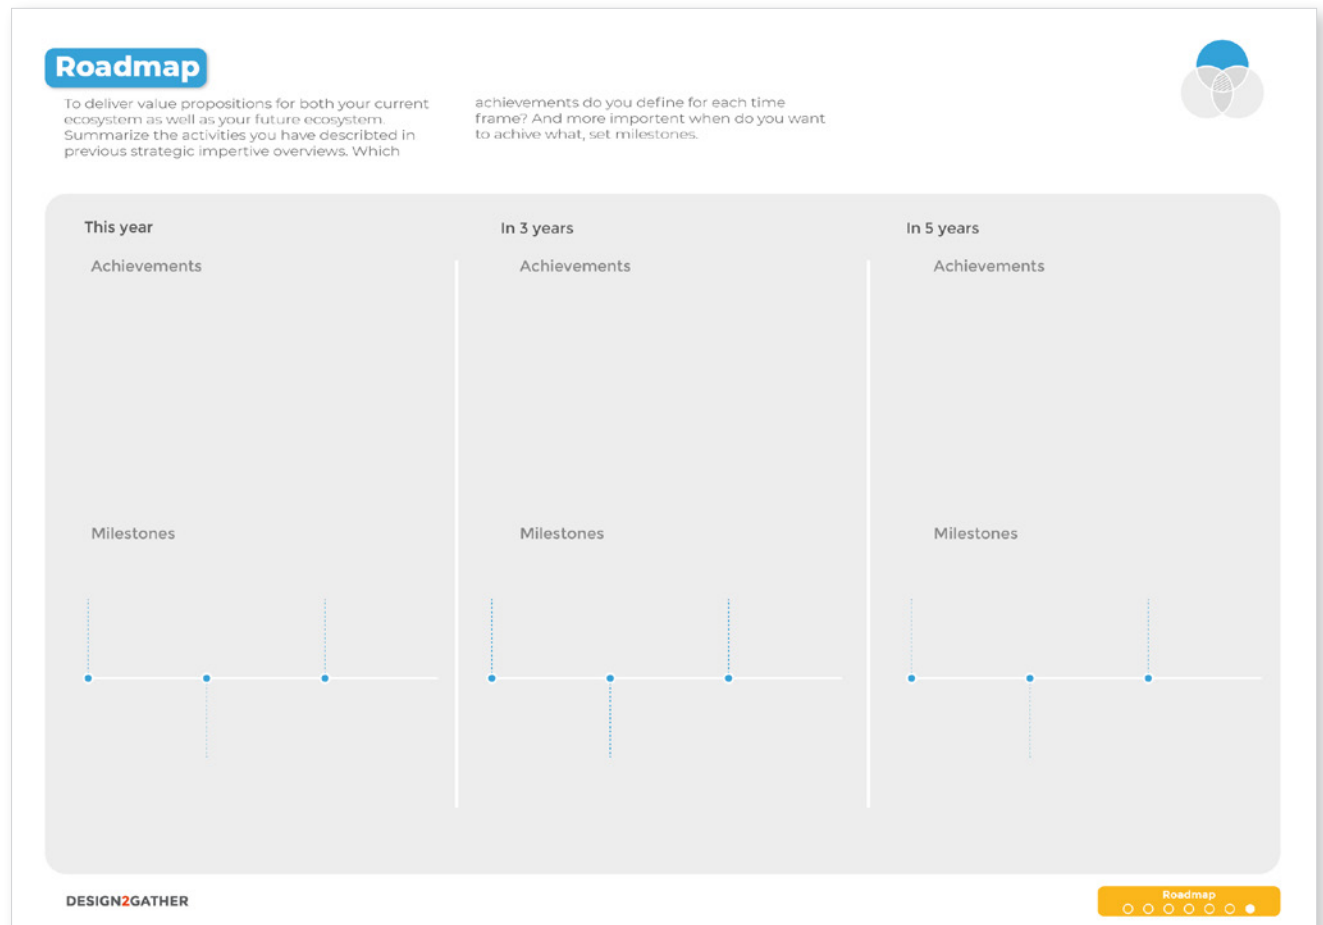 Roadmap
To deliver value propositions for both your current
ecosystem as well as your future ecosystem.
Summarize the activities you have describted in
previous strategic impertive overviews. Which
achievements do you define for each time
frame? And more importent when do you want
to achive what, set milestones.
This year
Achievements
Milestones
In 3 years
Achievements
Milestones
In 5 years
Achievements
Milestones
DESIGN2GATHER
Roadmap